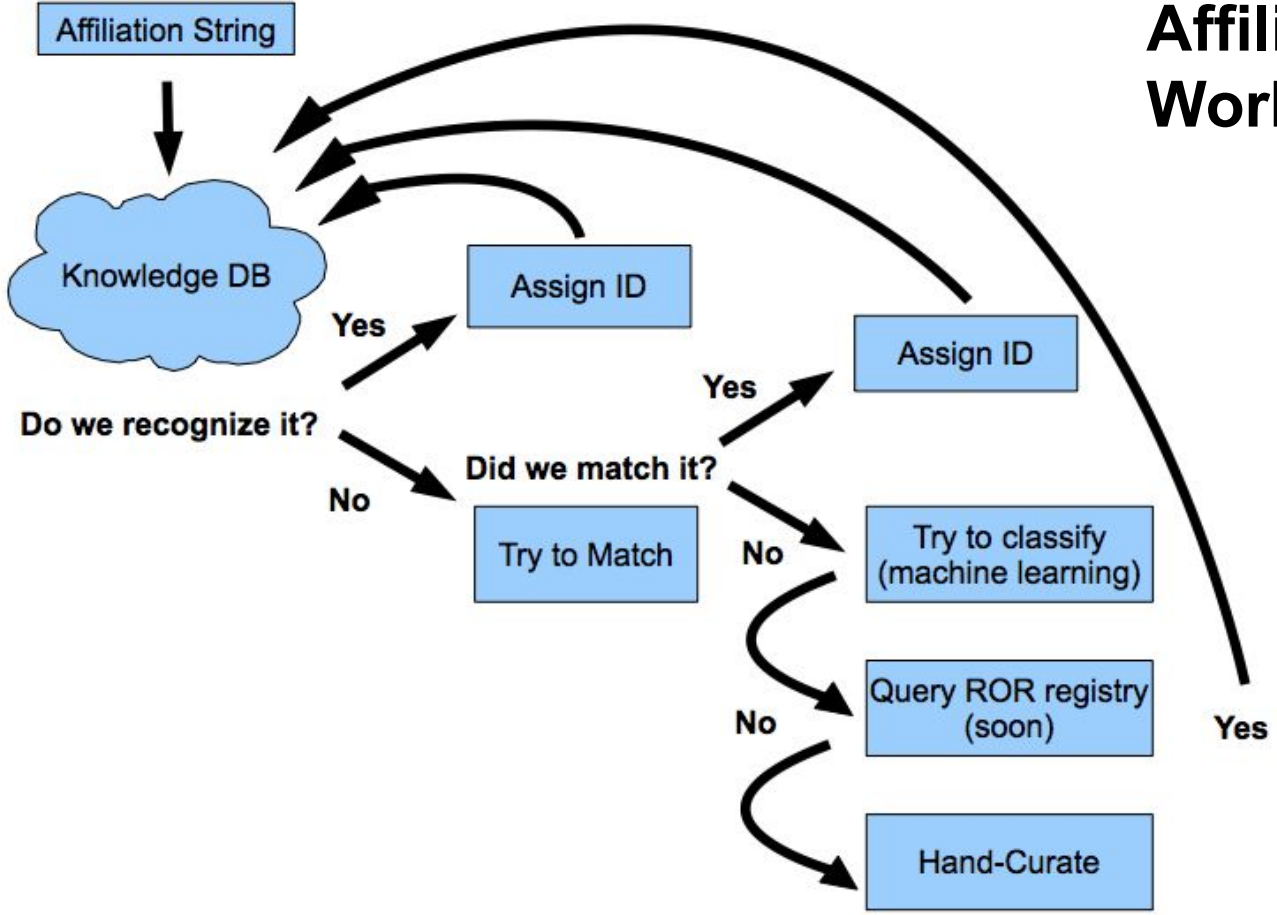 Affiliation String
Knowledge DB
Do we recognize it?
Yes
Assign ID
No
Try to Match
Did we match it?
Yes
Assign ID
No
Try to classify
(machine learning)
No
Query ROR registry
(soon)
Hand-Curate
Yes